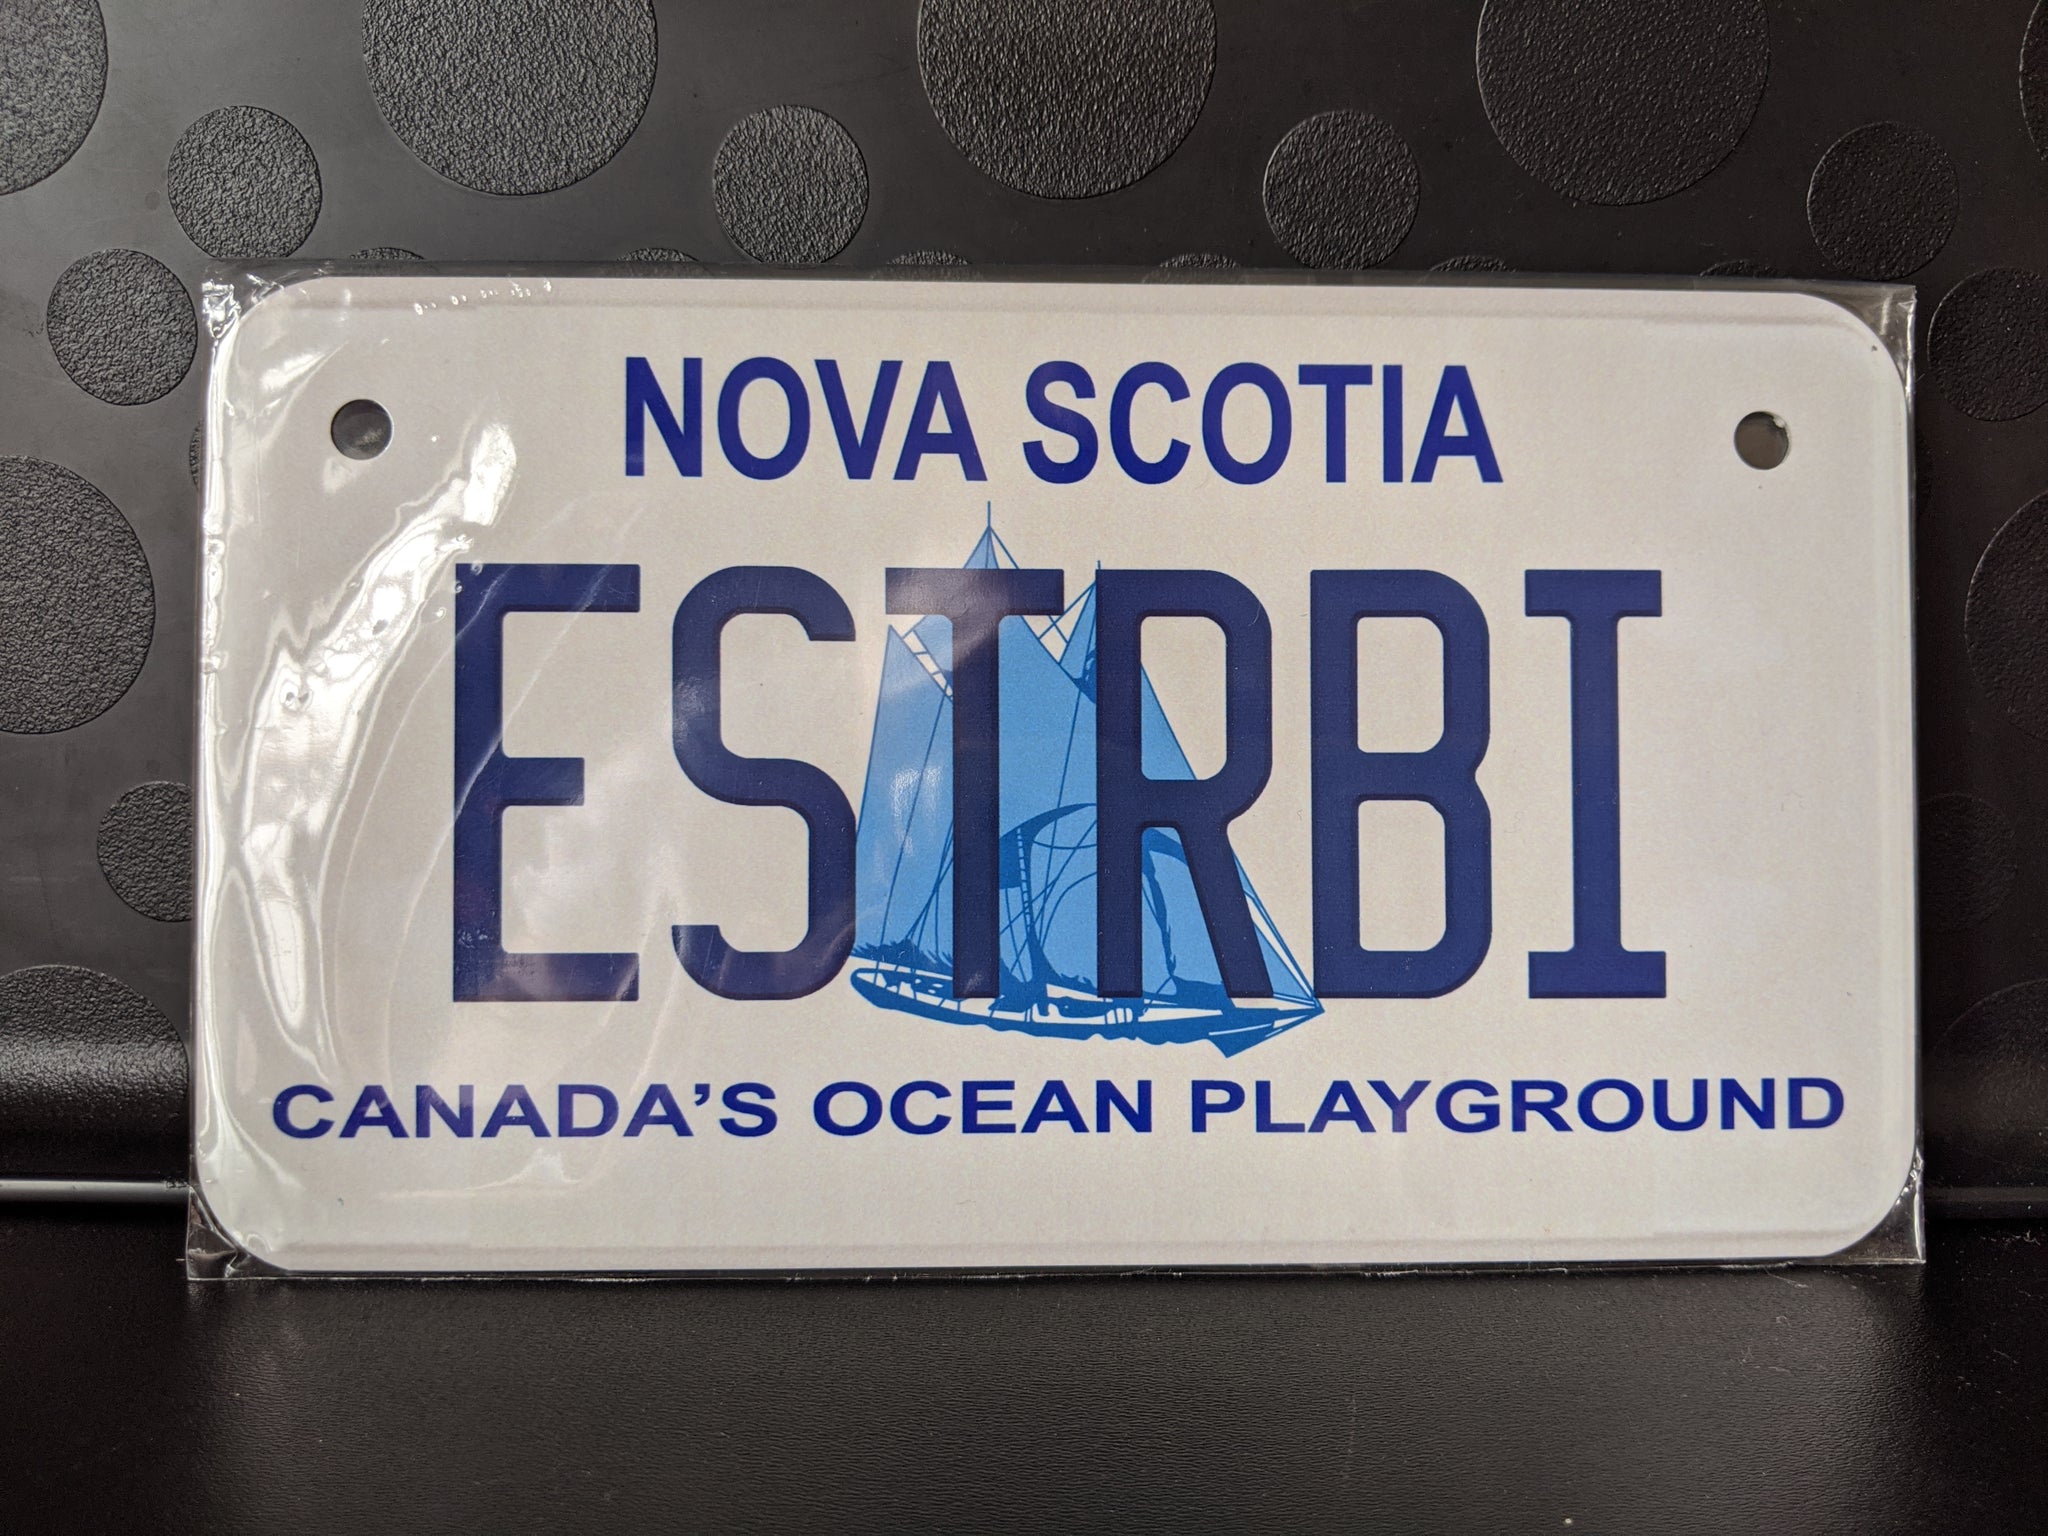 NOVA SCOTIA
ESTRBI
CANADA’S OCEAN PLAYGROUND